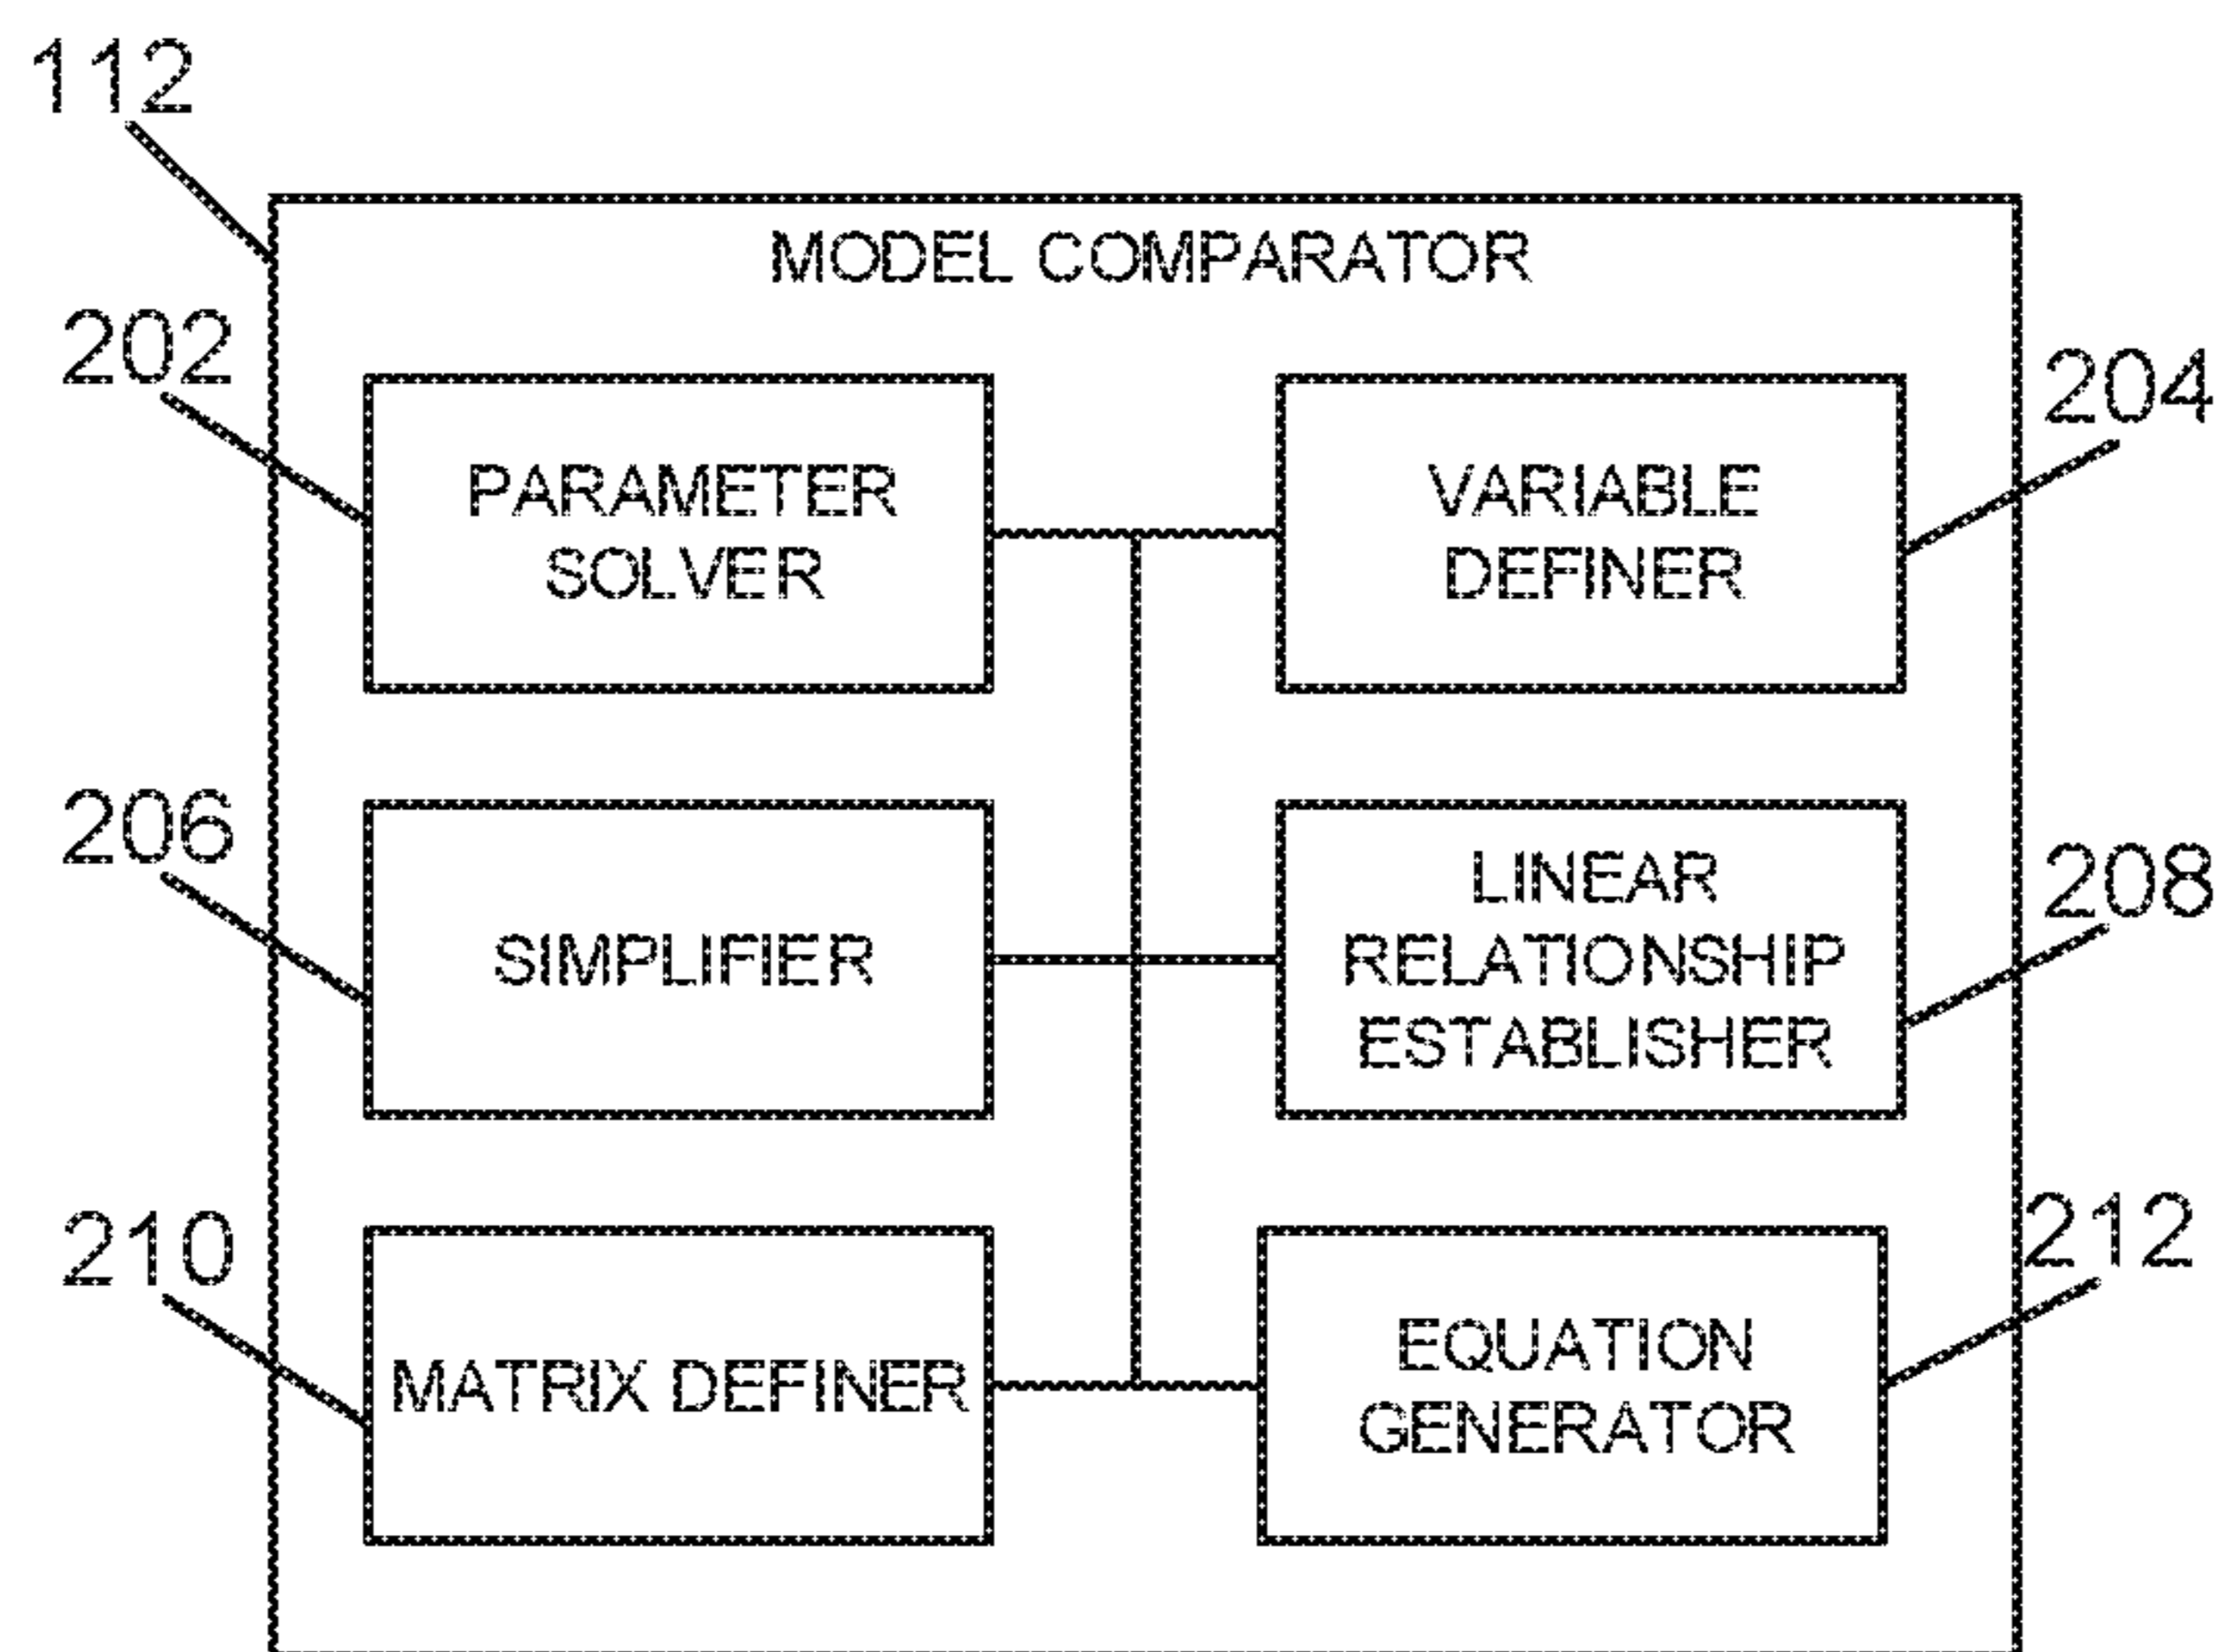 112
MODEL COMPARATOR
202
PARAMETER
SOLVER
204
VARIABLE
DEFINER
206
SIMPLIFIER
208
LINEAR
RELATIONSHIP
ESTABLISHER
210
MATRIX DEFINER
212
EQUATION
GENERATOR